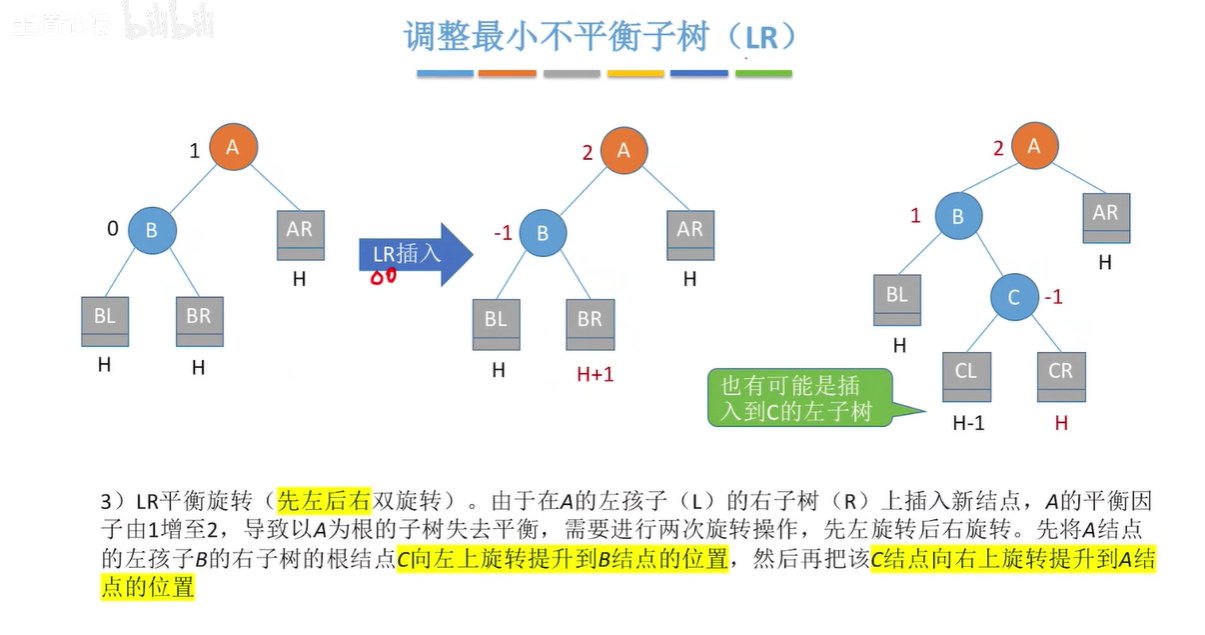 王道论坛 bilibili
调整最小不平衡子树（LR）
1 A
0 B
AR
H
BL
BR
H
H
LR插入
2 A
-1 B
AR
H
BL
BR
H
H+1
2 A
1 B
AR
H
BL
C -1
H
CL
CR
H-1
H
也有可能是插
入到C的左子树
3）LR平衡旋转（先左后右双旋转）。由于在A的左孩子（L）的右子树（R）上插入新结点，A的平衡因
子由1增至2，导致以A为根的子树失去平衡，需要进行两次旋转操作，先左旋转后右旋转。先将A结点
的左孩子B的右子树的根结点C向左上旋转提升到B结点的位置，然后再把该C结点向右上旋转提升到A结
点的位置